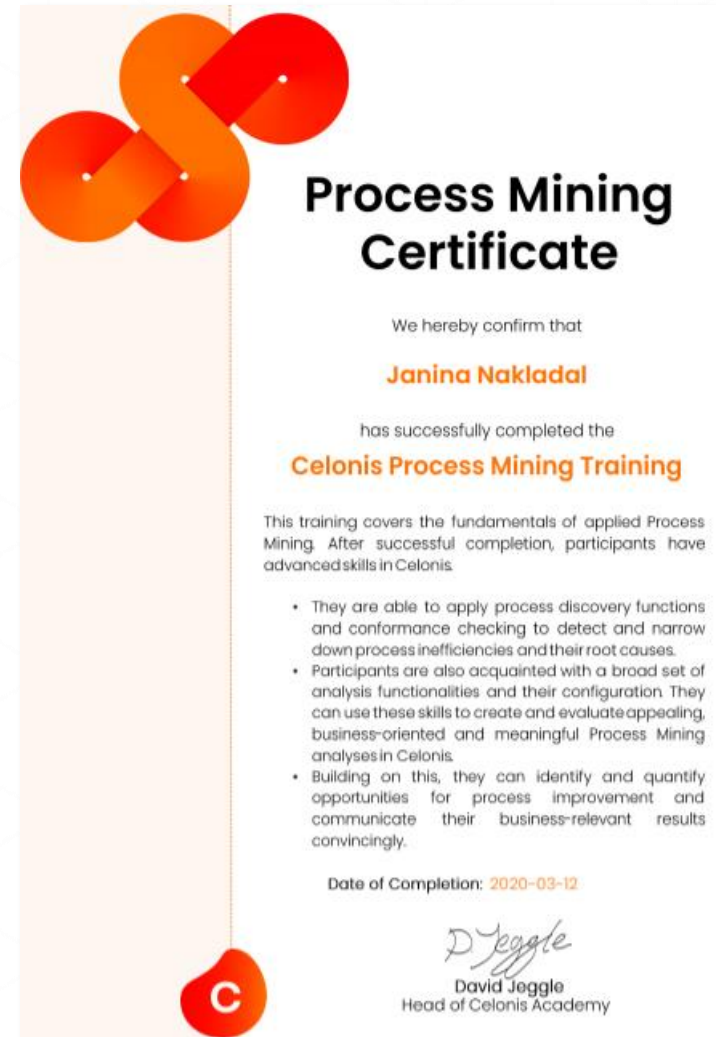 Process Mining
Certificate
We hereby confirm that
Janina Nakladal
has successfully completed the
Celonis Process Mining Training
This training covers the fundamentals of applied Process
Mining. After successful completion, participants have
advanced skills in Celonis.
• They are able to apply process discovery functions
and conformance checking to detect and narrow
down process inefficiencies and their root causes.
• Participants are also acquainted with a broad set of
analysis functionalities and their configuration. They
can use these skills to create and evaluate appealing,
business-oriented and meaningful Process Mining
analyses in Celonis.
• Building on this, they can identify and quantify
opportunities for process improvement and
communicate their business-relevant results
convincingly.
Date of Completion: 2020-03-12
D Jeggle
David Jeggle
Head of Celonis Academy
C